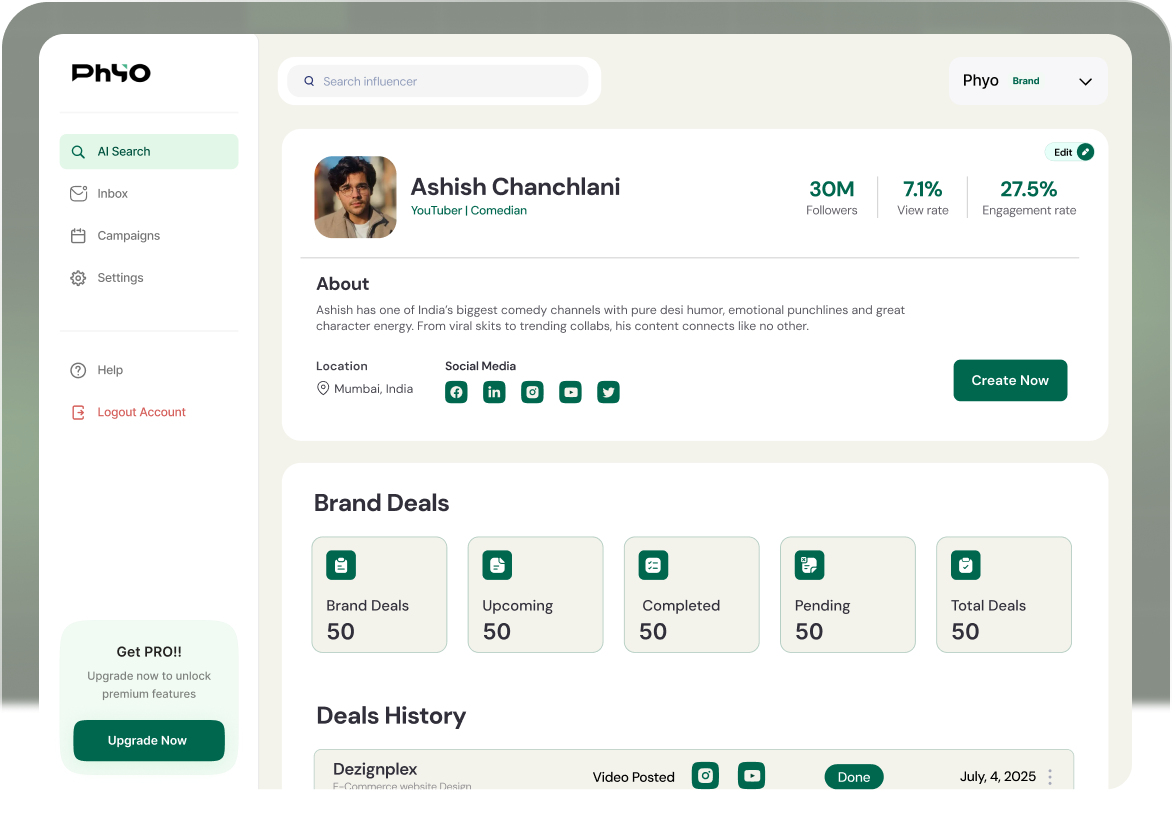 Phyo
AI Search
Inbox
Campaigns
Settings
Help
Logout Account
Get PRO!!
Upgrade now to unlock
premium features
Upgrade Now
Search influencer
Phyo Brand
Edit
Ashish Chanchlani
YouTuber | Comedian
30M
Followers
7.1%
View rate
27.5%
Engagement rate
About
Ashish has one of India's biggest comedy channels with pure desi humor, emotional punchlines and great
character energy. From viral skits to trending collabs, his content connects like no other.
Location
Mumbai, India
Social Media
Create Now
Brand Deals
Brand Deals
50
Upcoming
50
Completed
50
Pending
50
Total Deals
50
Deals History
Dezignplex
E-Commerce website Design
Video Posted
Done
July, 4, 2025